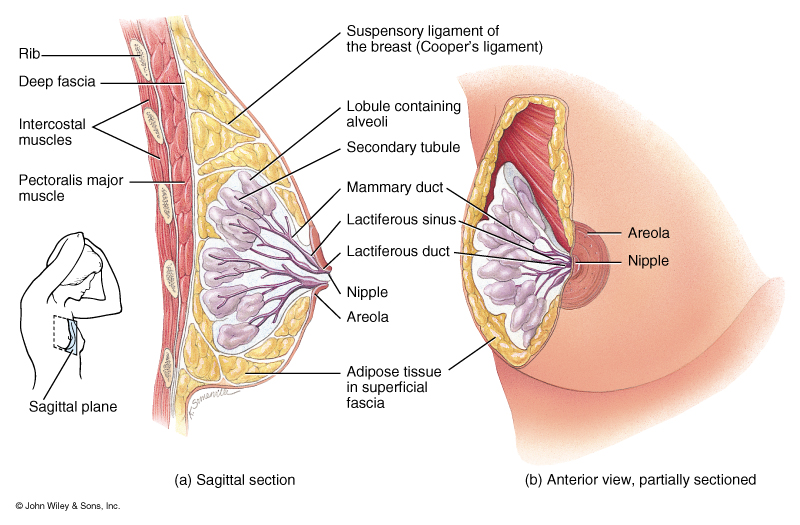 Rib
Deep fascia
Intercostal
muscles
Pectoralis major
muscle
Sagittal plane
Suspensory ligament of
the breast (Cooper's ligament)
Lobule containing
alveoli
Secondary tubule
Mammary duct
Lactiferous sinus
Lactiferous duct
Nipple
Areola
Adipose tissue
in superficial
fascia
Areola
Nipple
(a) Sagittal section
(b) Anterior view, partially sectioned
© John Wiley & Sons, Inc.